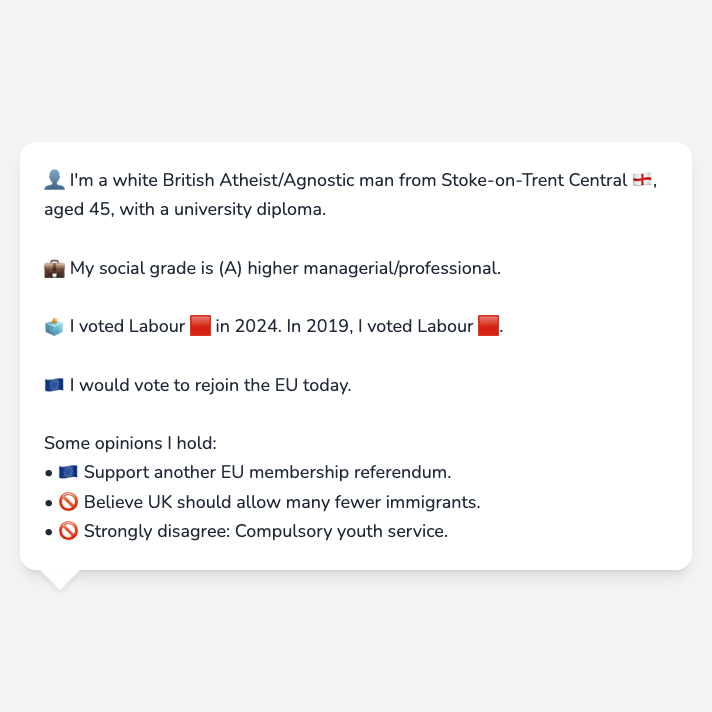 👤 I'm a white British Atheist/Agnostic man from Stoke-on-Trent Central 🏴󠁧󠁢󠁥󠁮󠁧󠁿,
aged 45, with a university diploma.
💼 My social grade is (A) higher managerial/professional.
🗳️ I voted Labour 🟥 in 2024. In 2019, I voted Labour 🟥.
🇪🇺 I would vote to rejoin the EU today.
Some opinions I hold:
• 🇪🇺 Support another EU membership referendum.
• 🚫 Believe UK should allow many fewer immigrants.
• 🚫 Strongly disagree: Compulsory youth service.